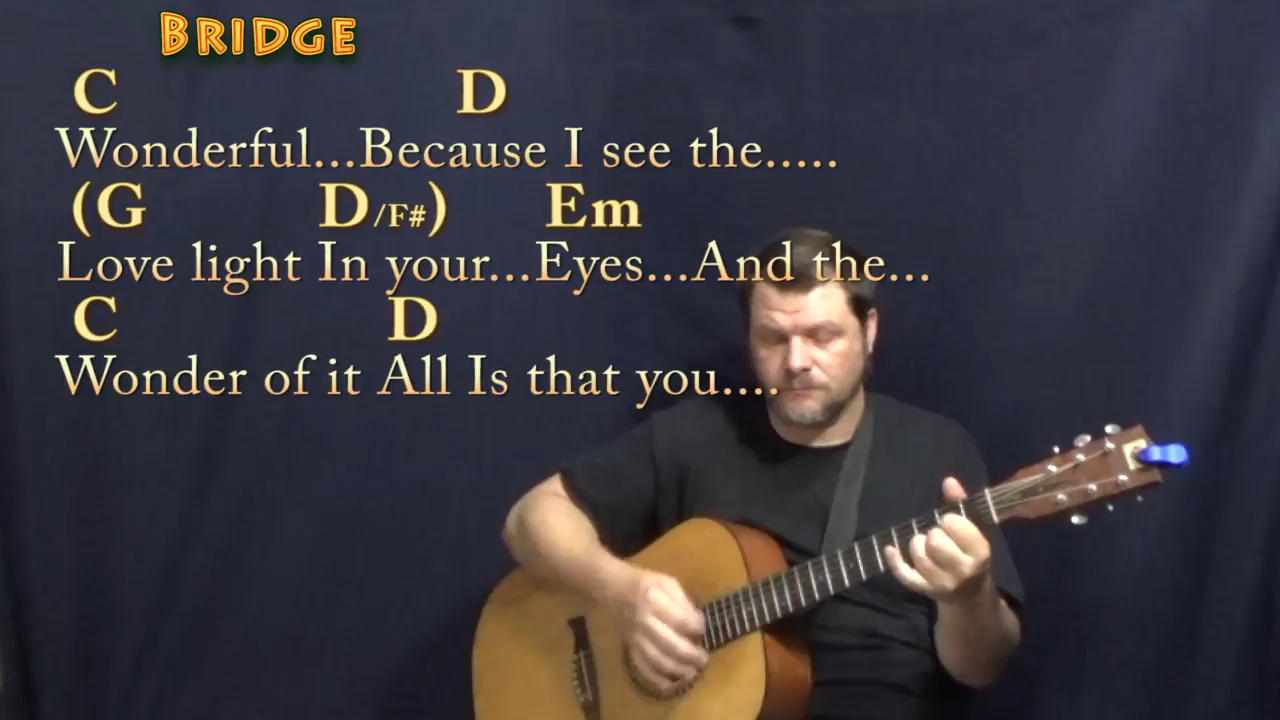 BRIDGE
C D
Wonderful...Because I see the.....
(G D/F#) Em
Love light In your...Eyes...And the...
C D
Wonder of it All Is that you....